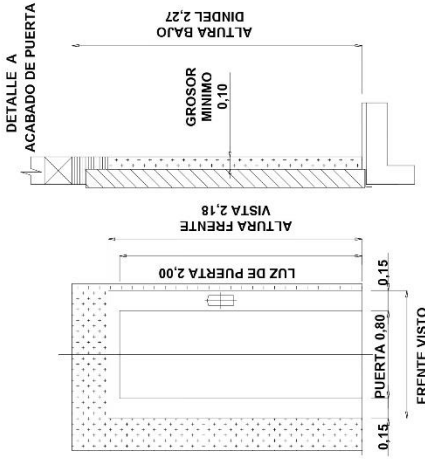 DETALLE A
ACABADO DE PUERTA
ALTURA BAJO
DINDEL 2,27
GROSOR
MINIMO
0,10
ALTURA FRENTE
VISTA 2,18
LUZ DE PUERTA 2,00
0,15
PUERTA 0,80
0,15
FRENTE VISTO